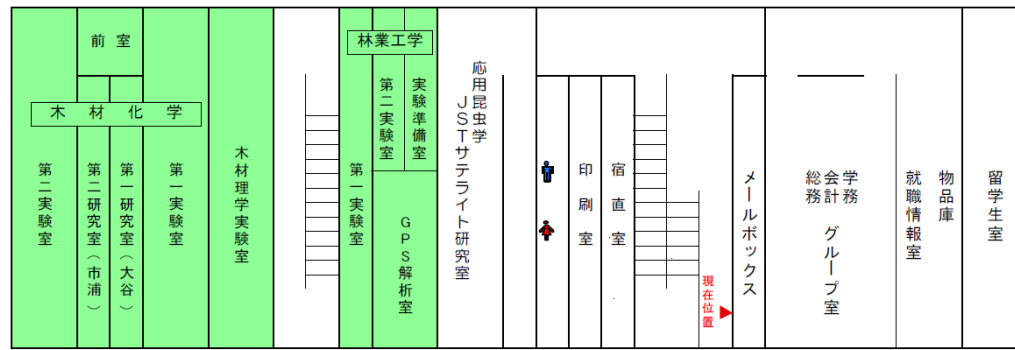 前室
木材化学
第二実験室
第二研究室（市浦）
第一研究室（大谷）
第一実験室
木材理学実験室
林業工学
第一実験室
第二実験室
実験準備室
GPS解析室
応用昆虫学
JSTサテライト研究室
印刷室
宿直室
現在位置
メールボックス
学務
会計
総務
グループ室
就職情報室
物品庫
留学生室